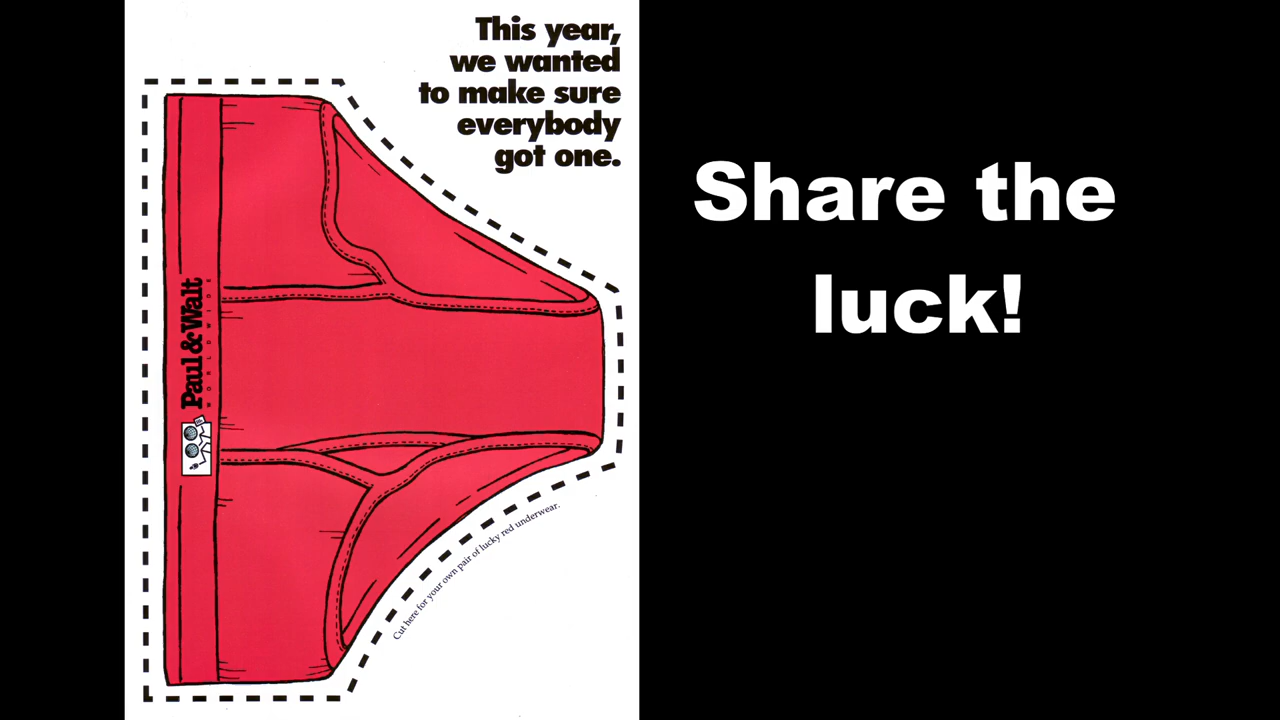 This year,
we wanted
to make sure
everybody
got one.
Share the
luck!
Paul & Walt
WORLDWIDE
Cut here for your own pair of lucky red underwear.